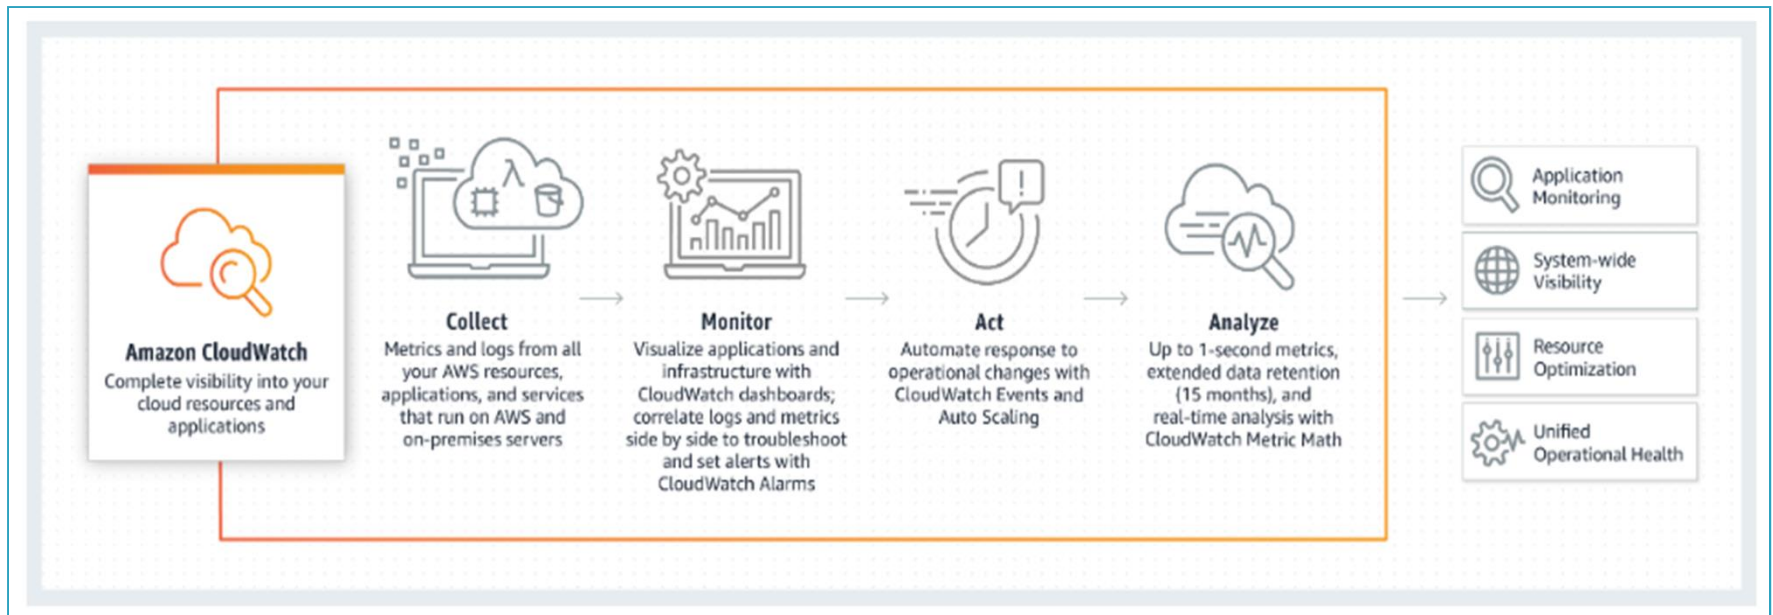 Amazon CloudWatch
Complete visibility into your
cloud resources and
applications
Collect
Metrics and logs from all
your AWS resources,
applications, and services
that run on AWS and
on-premises servers
Monitor
Visualize applications and
infrastructure with
CloudWatch dashboards;
correlate logs and metrics
side by side to troubleshoot
and set alerts with
CloudWatch Alarms
Act
Automate response to
operational changes with
CloudWatch Events and
Auto Scaling
Analyze
Up to 1-second metrics,
extended data retention
(15 months), and
real-time analysis with
CloudWatch Metric Math
Application
Monitoring
System-wide
Visibility
Resource
Optimization
Unified
Operational Health